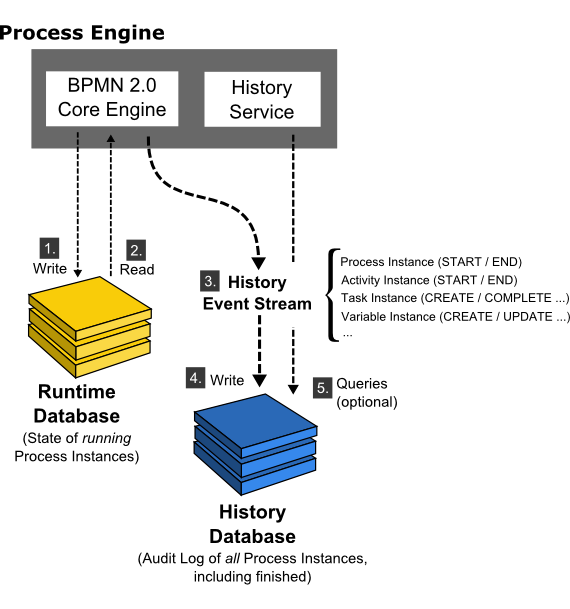 Process Engine
BPMN 2.0
Core Engine
History
Service
1.
Write
2.
Read
3. History
Event Stream
Process Instance (START / END)
Activity Instance (START / END)
Task Instance (CREATE / COMPLETE ...)
Variable Instance (CREATE / UPDATE ...)
...
Runtime
Database
(State of running
Process Instances)
4. Write
5. Queries
(optional)
History
Database
(Audit Log of all Process Instances,
including finished)